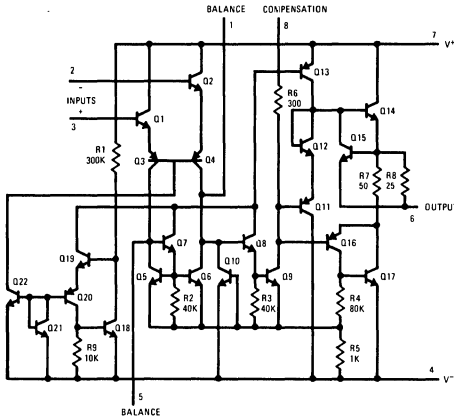 BALANCE COMPENSATION
1 8
7 V+
2
-
INPUTS
+
3
Q1
Q2
Q13
R6
300
Q14
Q15
R1
300K
Q12
Q3 Q4
R7
50
R8
25
OUTPUT
6
Q11
Q16
Q19
Q7
Q8
Q22
Q5 Q6
Q10
Q9
Q17
Q20
R2
40K
R3
40K
R4
80K
Q21
Q18
R9
10K
R5
1K
4 V-
5
BALANCE